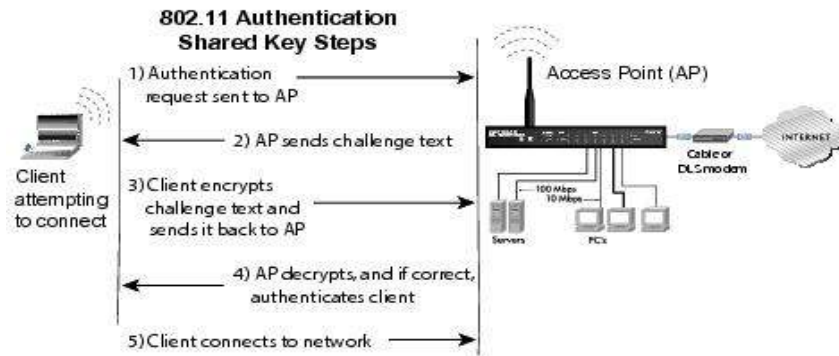 802.11 Authentication
Shared Key Steps
1) Authentication
request sent to AP
Access Point (AP)
2) AP sends challenge text
INTERNET
Cable or
DLS modem
Client
attempting
to connect
3) Client encrypts
challenge text and
sends it back to AP
100 Mbps
10 Mbps
Servers
PC's
4) AP decrypts, and if correct,
authenticates client
5) Client connects to network